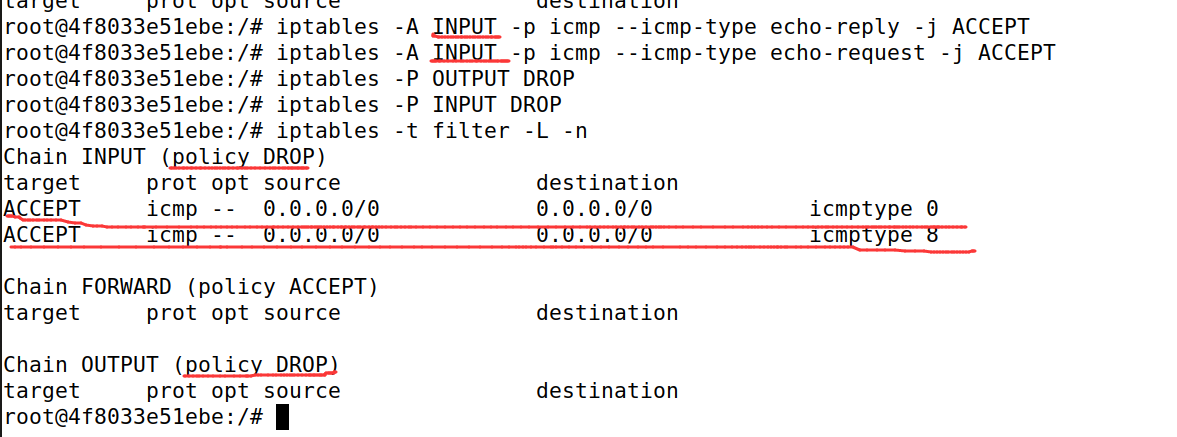 target     prot opt source               destination
root@4f8033e51ebe:/# iptables -A INPUT -p icmp --icmp-type echo-reply -j ACCEPT
root@4f8033e51ebe:/# iptables -A INPUT -p icmp --icmp-type echo-request -j ACCEPT
root@4f8033e51ebe:/# iptables -P OUTPUT DROP
root@4f8033e51ebe:/# iptables -P INPUT DROP
root@4f8033e51ebe:/# iptables -t filter -L -n
Chain INPUT (policy DROP)
target     prot opt source               destination
ACCEPT     icmp --  0.0.0.0/0            0.0.0.0/0            icmptype 0
ACCEPT     icmp --  0.0.0.0/0            0.0.0.0/0            icmptype 8

Chain FORWARD (policy ACCEPT)
target     prot opt source               destination

Chain OUTPUT (policy DROP)
target     prot opt source               destination
root@4f8033e51ebe:/#